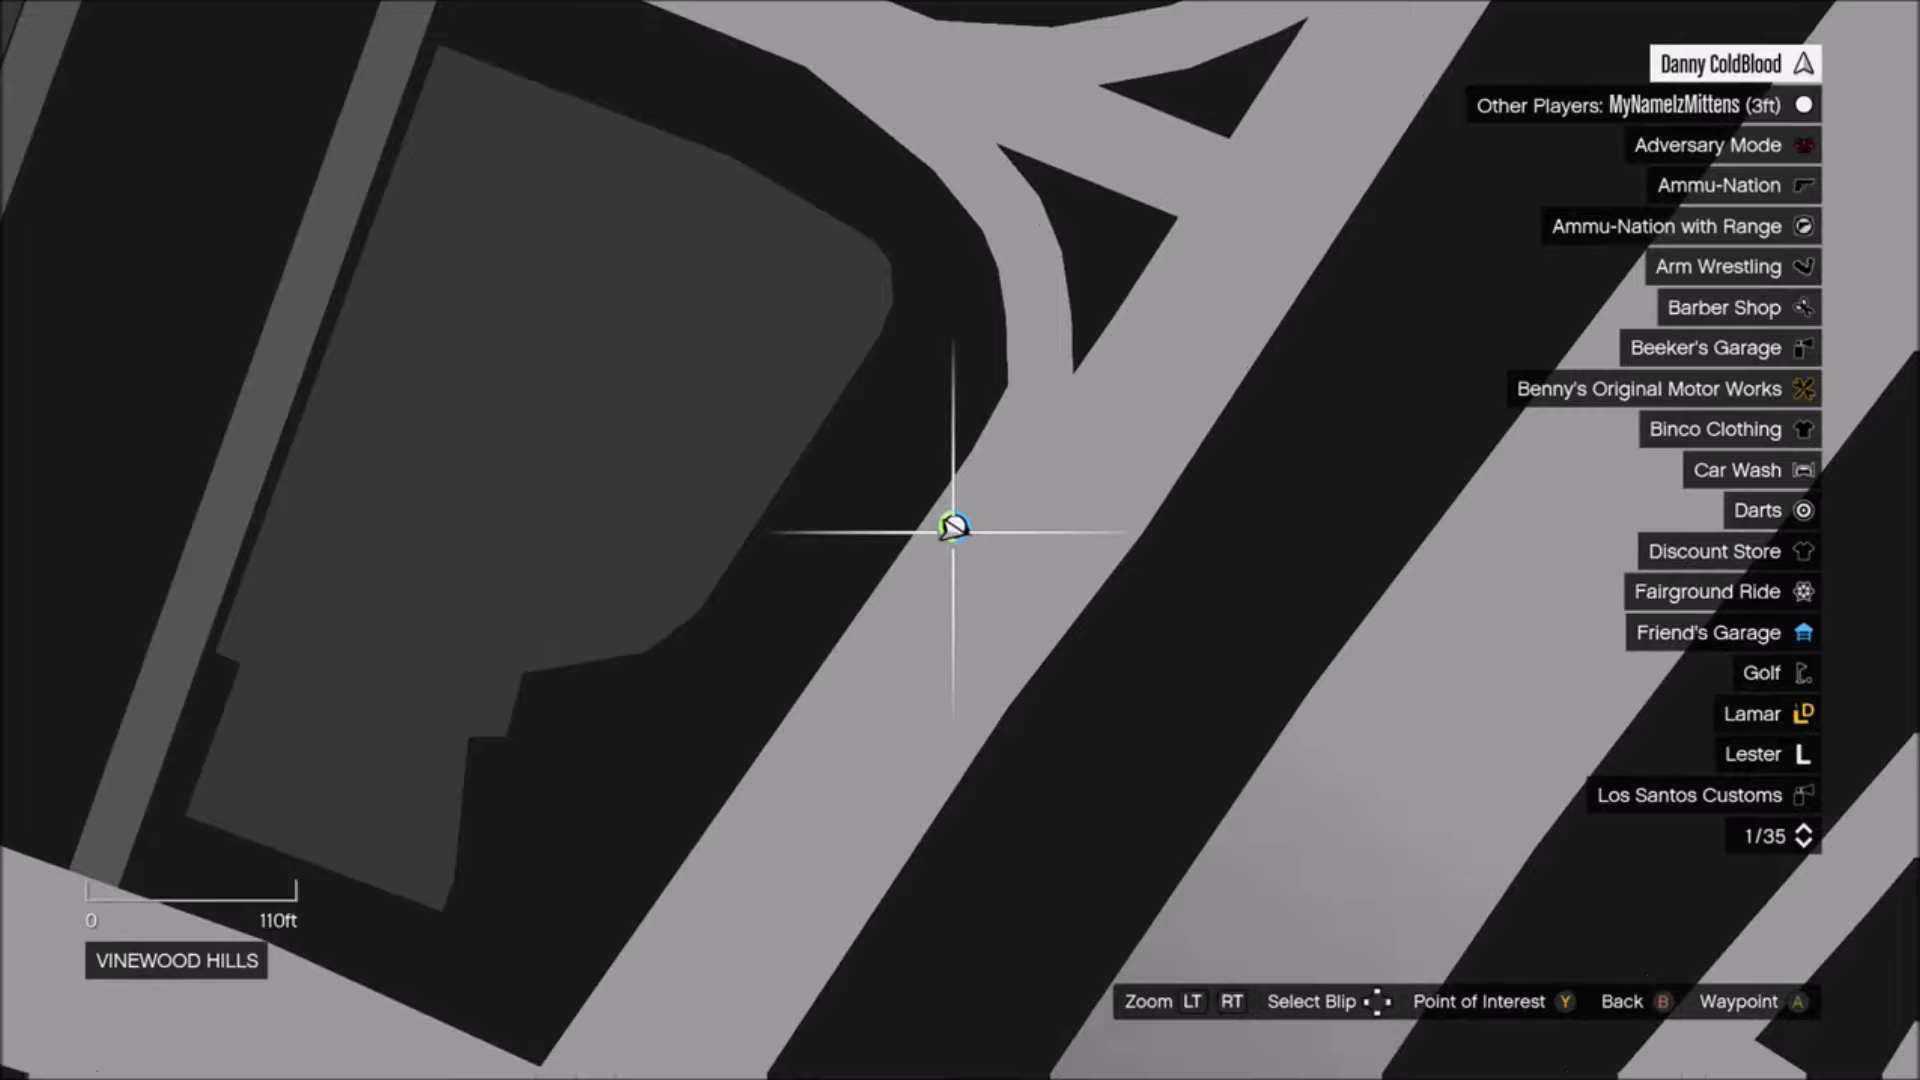 Danny ColdBlood
Other Players: MyNameIzMittens (3ft)
Adversary Mode
Ammu-Nation
Ammu-Nation with Range
Arm Wrestling
Barber Shop
Beeker's Garage
Benny's Original Motor Works
Binco Clothing
Car Wash
Darts
Discount Store
Fairground Ride
Friend's Garage
Golf
Lamar LD
Lester L
Los Santos Customs
1/35
0 110ft
VINEWOOD HILLS
Zoom LT RT Select Blip Point of Interest Y Back B Waypoint A